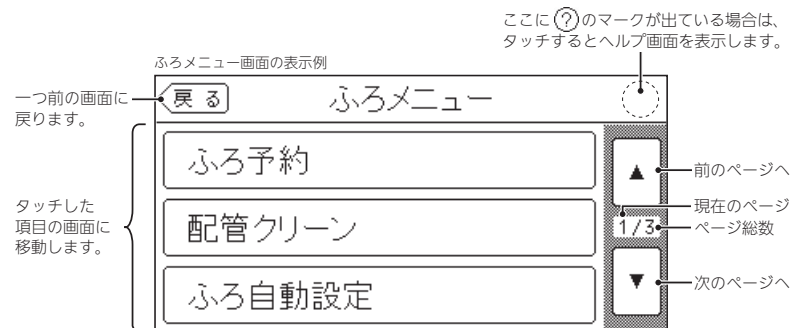 ここに?のマークが出ている場合は、
タッチするとヘルプ画面を表示します。
ふろメニュー画面の表示例
一つ前の画面に
戻ります。
戻る
ふろメニュー
タッチした
項目の画面に
移動します。
ふろ予約
配管クリーン
ふろ自動設定
▲
前のページへ
現在のページ
1/3
ページ総数
▼
次のページへ